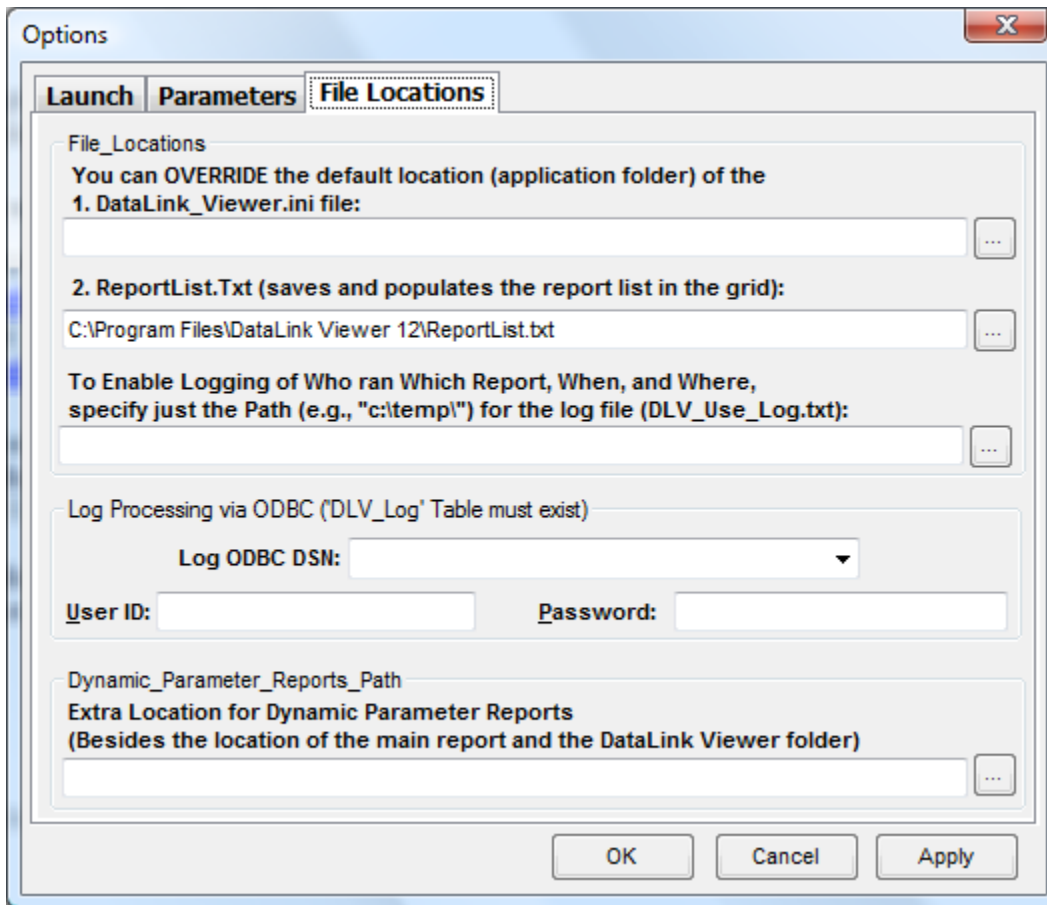 Options
Launch Parameters File Locations
File_Locations
You can OVERRIDE the default location (application folder) of the
1. DataLink_Viewer.ini file:
...
2. ReportList.Txt (saves and populates the report list in the grid):
C:\Program Files\DataLink Viewer 12\ReportList.txt
...
To Enable Logging of Who ran Which Report, When, and Where,
specify just the Path (e.g., "c:\temp\") for the log file (DLV_Use_Log.txt):
...
Log Processing via ODBC ('DLV_Log' Table must exist)
Log ODBC DSN:
User ID: Password:
Dynamic_Parameter_Reports_Path
Extra Location for Dynamic Parameter Reports
(Besides the location of the main report and the DataLink Viewer folder)
...
OK Cancel Apply